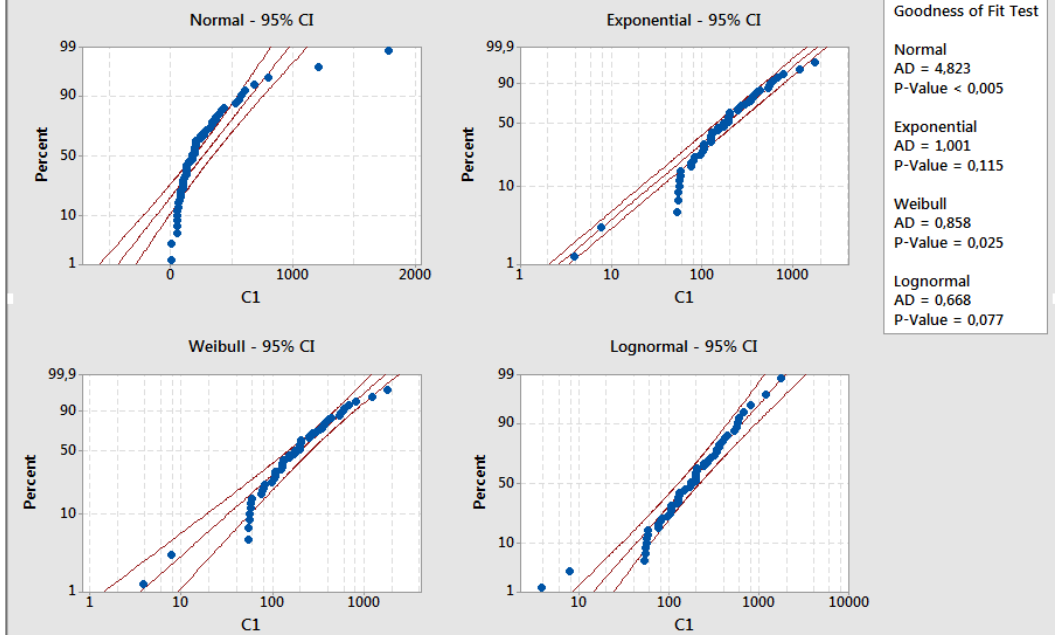 Normal - 95% CI
99
90
50
10
1
Percent
0
1000
2000
C1
Exponential - 95% CI
99,9
90
50
10
1
Percent
1
10
100
1000
C1
Goodness of Fit Test
Normal
AD = 4,823
P-Value < 0,005
Exponential
AD = 1,001
P-Value = 0,115
Weibull
AD = 0,858
P-Value = 0,025
Lognormal
AD = 0,668
P-Value = 0,077
Weibull - 95% CI
99,9
90
50
10
1
Percent
1
10
100
1000
C1
Lognormal - 95% CI
99
90
50
10
1
Percent
10
100
1000
10000
C1